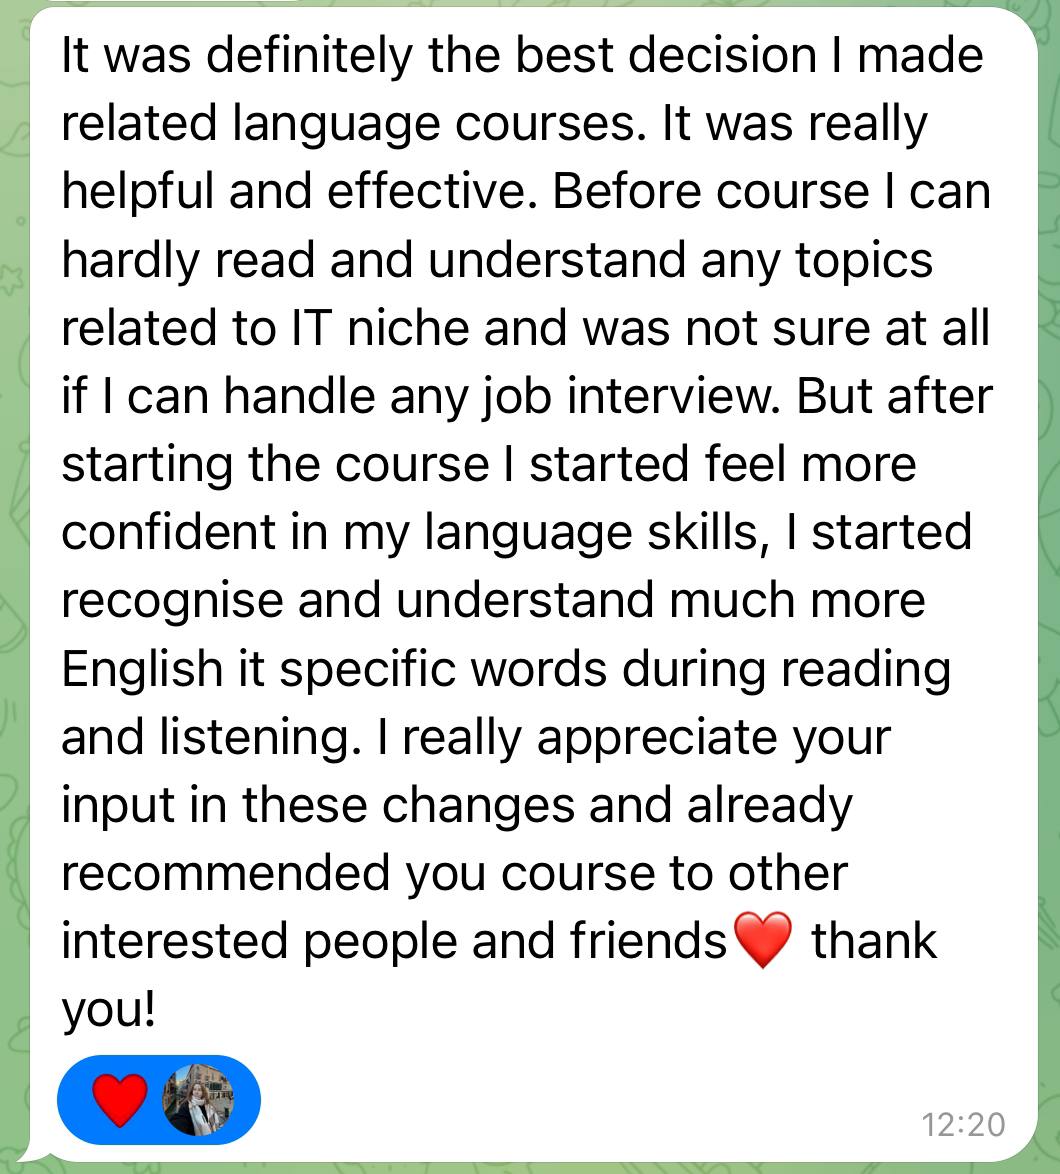 It was definitely the best decision I made
related language courses. It was really
helpful and effective. Before course I can
hardly read and understand any topics
related to IT niche and was not sure at all
if I can handle any job interview. But after
starting the course I started feel more
confident in my language skills, I started
recognise and understand much more
English it specific words during reading
and listening. I really appreciate your
input in these changes and already
recommended you course to other
interested people and friends❤️ thank
you!
12:20